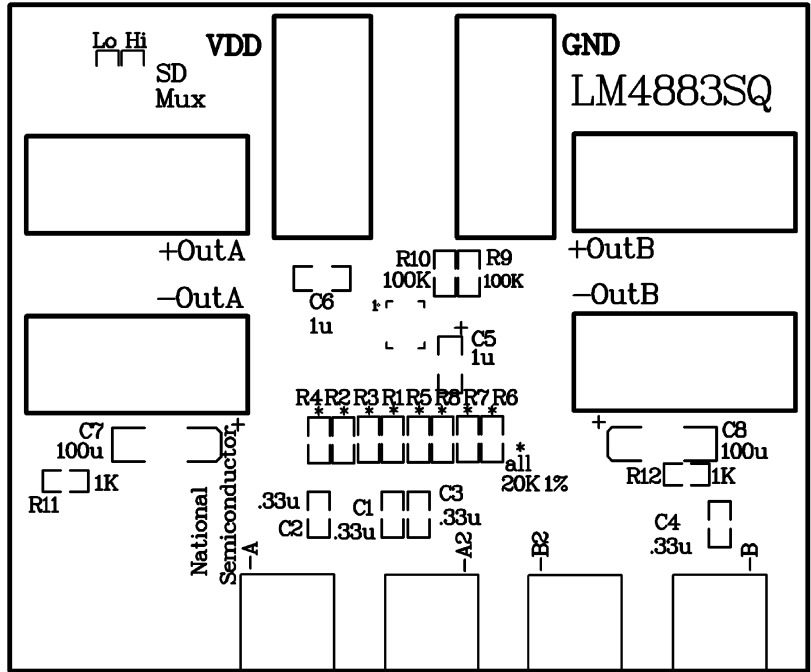 Lo Hi
SD
Mux
VDD
GND
LM4883SQ
+OutA
-OutA
+OutB
-OutB
C6
1u
R10
100K
R9
100K
1
+
C5
1u
R4 R2 R3 R1 R5 R8 R7 R6
* * * * * * * *
*
all
20K 1%
C7
100u
+
R11
1K
National
Semiconductor
+
C8
100u
R12
1K
.33u
C2
C1
.33u
C3
.33u
C4
.33u
-A
-A2
-B2
-B